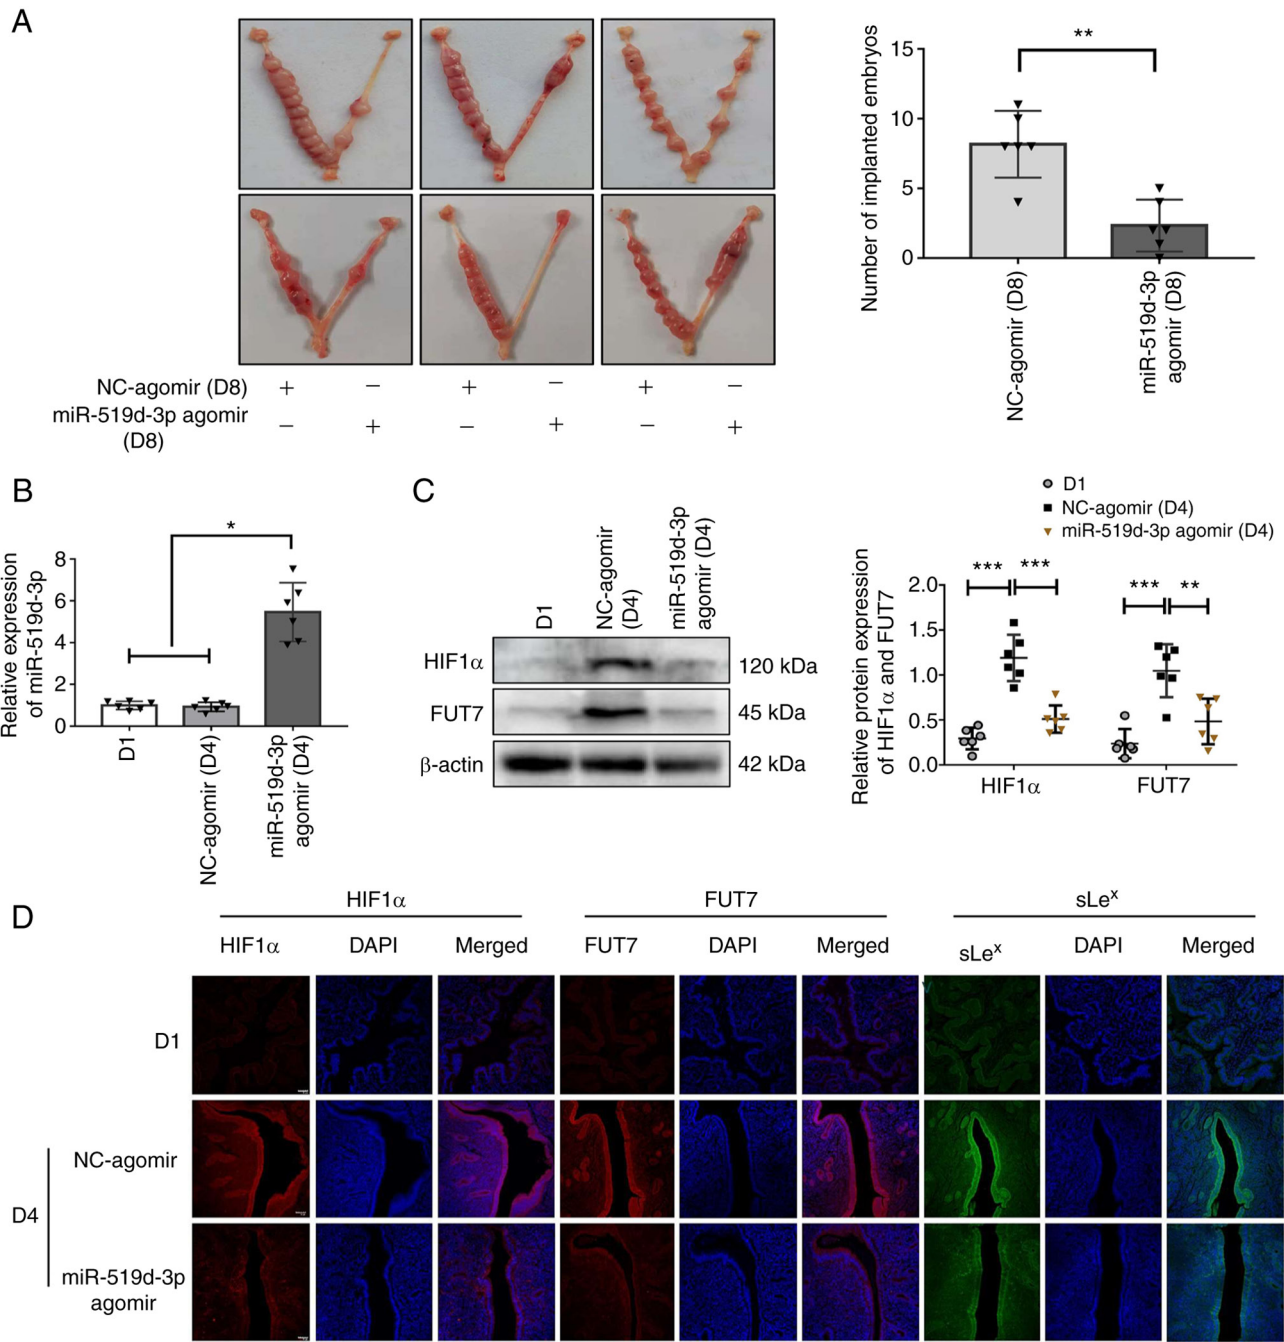 A
NC-agomir (D8) + − + − + −
miR-519d-3p agomir
(D8)
− + − + − +
Number of implanted embryos
15
10
5
0
**
NC-agomir (D8)
miR-519d-3p
agomir (D8)
B
Relative expression
of miR-519d-3p
8
6
4
2
0
*
D1
NC-agomir (D4)
miR-519d-3p
agomir (D4)
C
D1
NC-agomir
(D4)
miR-519d-3p
agomir (D4)
HIF1α 120 kDa
FUT7 45 kDa
β-actin 42 kDa
D1
NC-agomir (D4)
miR-519d-3p agomir (D4)
Relative protein expression
of HIF1α and FUT7
2.0
1.5
1.0
0.5
0.0
*** ***
*** **
HIF1α FUT7
D
HIF1α FUT7 sLeˣ
HIF1α DAPI Merged FUT7 DAPI Merged sLeˣ DAPI Merged
D1
D4
NC-agomir
miR-519d-3p
agomir